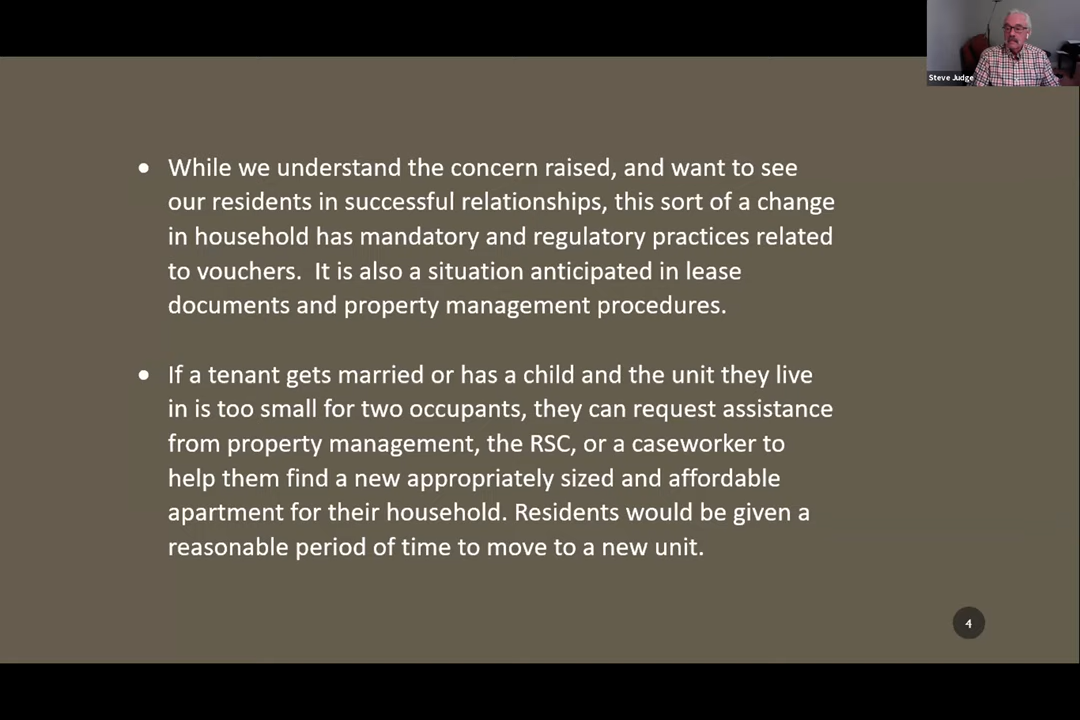 Steve Judge
• While we understand the concern raised, and want to see
our residents in successful relationships, this sort of a change
in household has mandatory and regulatory practices related
to vouchers.  It is also a situation anticipated in lease
documents and property management procedures.
• If a tenant gets married or has a child and the unit they live
in is too small for two occupants, they can request assistance
from property management, the RSC, or a caseworker to
help them find a new appropriately sized and affordable
apartment for their household. Residents would be given a
reasonable period of time to move to a new unit.
4